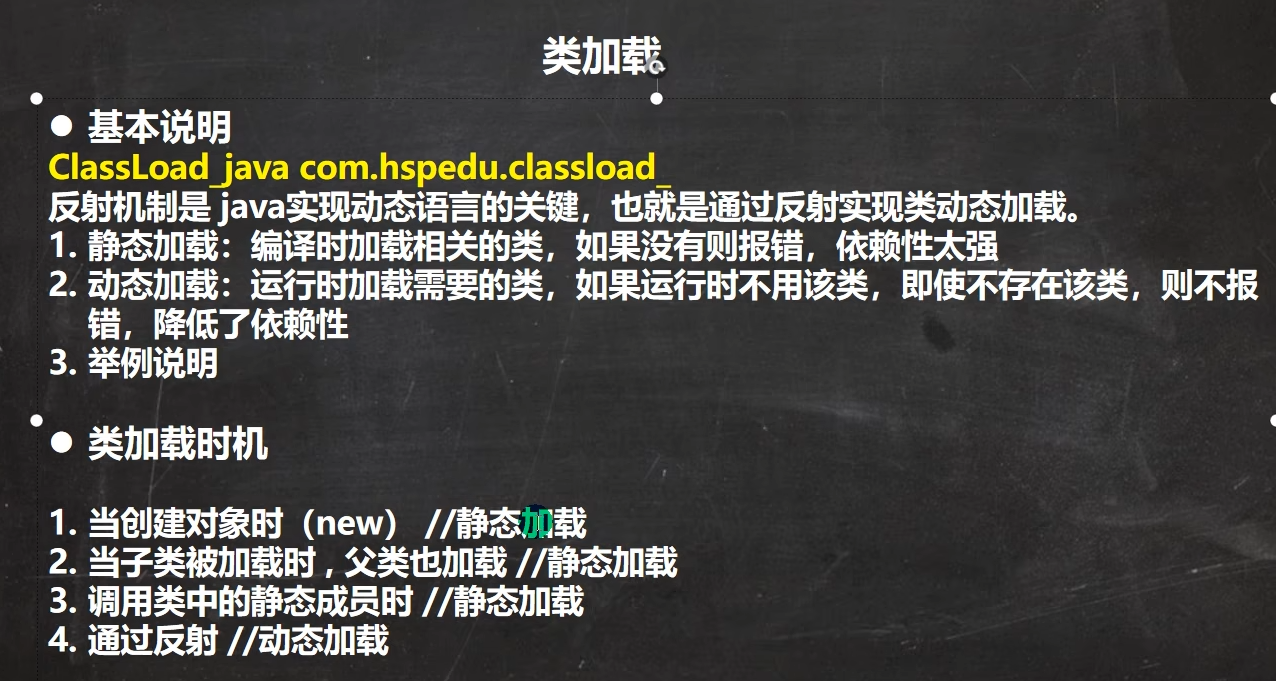 类加载
● 基本说明
ClassLoad_java com.hspedu.classload_
反射机制是 java实现动态语言的关键，也就是通过反射实现类动态加载。
1. 静态加载：编译时加载相关的类，如果没有则报错，依赖性太强
2. 动态加载：运行时加载需要的类，如果运行时不用该类，即使不存在该类，则不报
错，降低了依赖性
3. 举例说明
● 类加载时机
1. 当创建对象时（new） //静态加载
2. 当子类被加载时 , 父类也加载 //静态加载
3. 调用类中的静态成员时 //静态加载
4. 通过反射 //动态加载